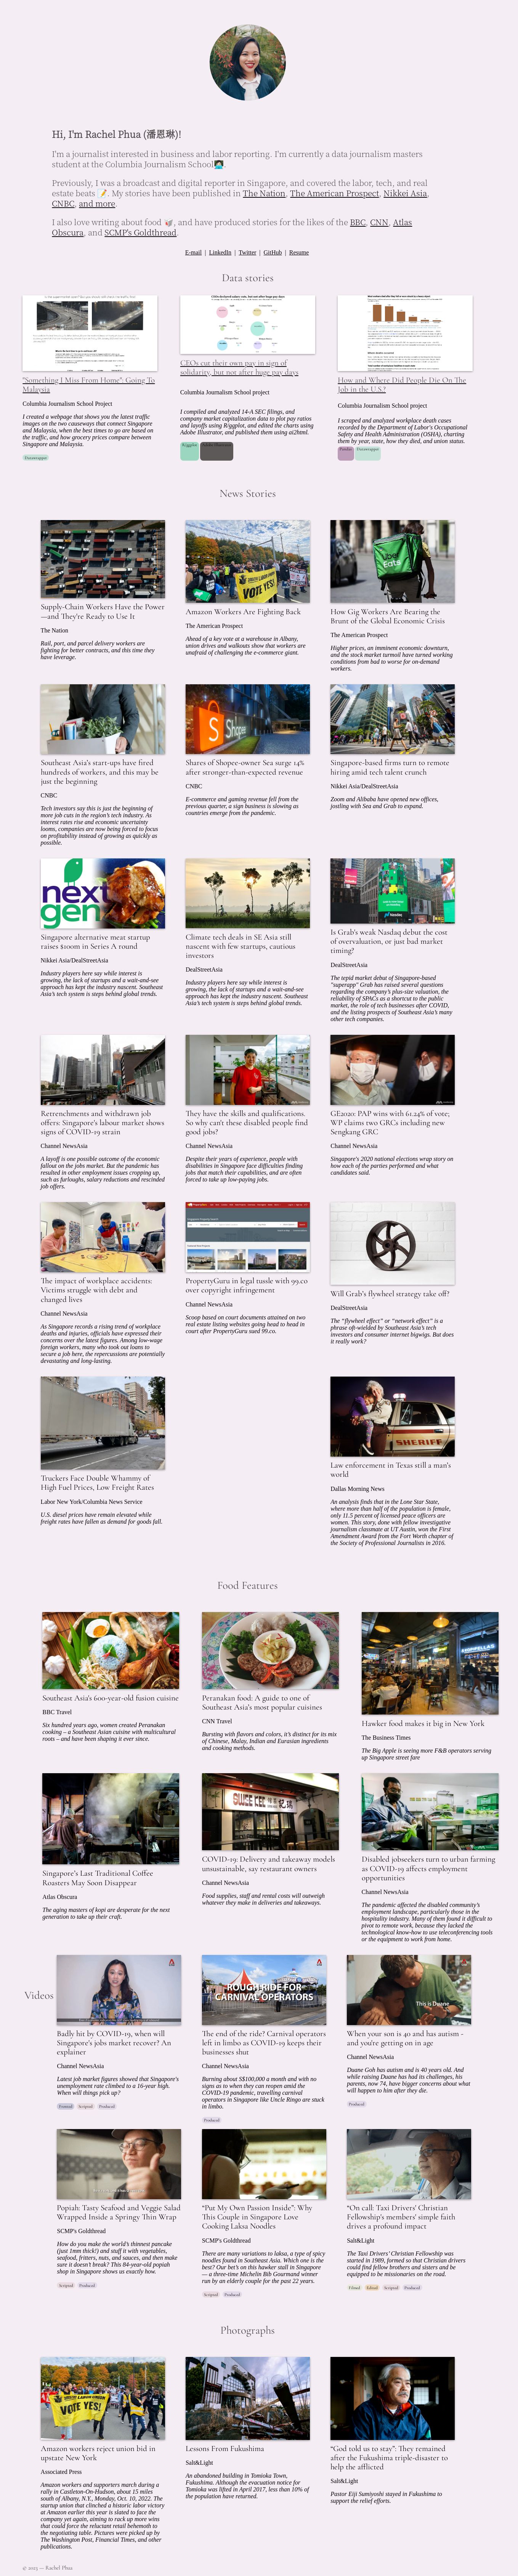 Hi, I'm Rachel Phua (潘恩琳)!
I'm a journalist interested in business and labor reporting. I'm currently a data journalism masters
student at the Columbia Journalism School👩🏻‍💻.
Previously, I was a broadcast and digital reporter in Singapore, and covered the labor, tech, and real
estate beats 📝. My stories have been published in The Nation, The American Prospect, Nikkei Asia,
CNBC, and more.
I also love writing about food 🥡, and have produced stories for the likes of the BBC, CNN, Atlas
Obscura, and SCMP's Goldthread.
E-mail | LinkedIn | Twitter | GitHub | Resume
Data stories
"Something I Miss From Home": Going To
Malaysia
Columbia Journalism School Project
I created a webpage that shows you the latest traffic
images on the two causeways that connect Singapore
and Malaysia, when the best times to go are based on
the traffic, and how grocery prices compare between
Singapore and Malaysia.
Datawrapper
CEOs cut their own pay in sign of
solidarity, but not after huge pay days
Columbia Journalism School project
I compiled and analyzed 14-A SEC filings, and
company market capitalization data to plot pay ratios
and layoffs using R/ggplot, and edited the charts using
Adobe Illustrator, and published them using ai2html.
How and Where Did People Die On The
Job in the U.S.?
Columbia Journalism School project
I scraped and analyzed workplace death cases
recorded by the Department of Labor's Occupational
Safety and Health Administration (OSHA), charting
them by year, state, how they died, and union status.
Datawrapper
News Stories
Supply-Chain Workers Have the Power
—and They're Ready to Use It
The Nation
Rail, port, and parcel delivery workers are
fighting for better contracts, and this time they
have leverage.
VOTE YES!
Amazon Workers Are Fighting Back
The American Prospect
Ahead of a key vote at a warehouse in Albany,
union drives and walkouts show that workers are
unafraid of challenging the e-commerce giant.
Uber
Eats
How Gig Workers Are Bearing the
Brunt of the Global Economic Crisis
The American Prospect
Higher prices, an imminent economic downturn,
and the stock market turmoil have turned working
conditions from bad to worse for on-demand
workers.
Southeast Asia's start-ups have fired
hundreds of workers, and this may be
just the beginning
CNBC
Tech investors say this is just the beginning of
more job cuts in the region's tech industry. As
interest rates rise and economic uncertainty
looms, companies are now being forced to focus
on profitability instead of growing as quickly as
possible.
Shopee
Shares of Shopee-owner Sea surge 14%
after stronger-than-expected revenue
CNBC
E-commerce and gaming revenue fell from the
previous quarter, a sign business is slowing as
countries emerge from the pandemic.
Singapore-based firms turn to remote
hiring amid tech talent crunch
Nikkei Asia/DealStreetAsia
Zoom and Alibaba have opened new offices,
jostling with Sea and Grab to expand.
next
gen
Singapore alternative meat startup
raises $100m in Series A round
Nikkei Asia/DealStreetAsia
Industry players here say while interest is
growing, the lack of startups and a wait-and-see
approach has kept the industry nascent. Southeast
Asia's tech is steps behind global trends.
Climate tech deals in SE Asia still
nascent with few startups, cautious
investors
DealStreetAsia
Industry players here say while interest is
growing, the lack of startups and a wait-and-see
approach has kept the industry nascent. Southeast
Asia's tech is steps behind global trends.
Nasdaq
Is Grab's weak Nasdaq debut the cost
of overvaluation, or just bad market
timing?
DealStreetAsia
The tepid market debut of Singapore-based
"superapp" Grab has raised several questions
regarding the company's plus-size valuation, the
reliability of SPACs as a shortcut to the public
market, the role of tech businesses after COVID,
and the listing prospects of Southeast Asia's many
other tech companies.
Retrenchments and withdrawn job
offers: Singapore's labour market shows
signs of COVID-19 strain
Channel NewsAsia
A layoff is one possible outcome of the economic
fallout on the jobs market. But the pandemic has
resulted in other employment issues cropping up,
such as furloughs, salary reductions and rescinded
job offers.
They have the skills and qualifications.
So why can't these disabled people find
good jobs?
Channel NewsAsia
Despite their years of experience, people with
disabilities in Singapore face difficulties finding
jobs that match their capabilities, and are often
forced to take up low-paying jobs.
GE2020: PAP wins with 61.24% of vote;
WP claims two GRCs including new
Sengkang GRC
Channel NewsAsia
Singapore's 2020 national elections wrap story on
how each of the parties performed and what
candidates said.
The impact of workplace accidents:
Victims struggle with debt and
changed lives
Channel NewsAsia
As Singapore records a rising trend of workplace
deaths and injuries, officials have expressed their
concerns over the latest figures. Among low-wage
foreign workers, many who took out loans to
secure a job here, the repercussions are potentially
devastating and long-lasting.
PropertyGuru in legal tussle with 99.co
over copyright infringement
Channel NewsAsia
Scoop based on court documents attained on two
real estate listing websites going head to head in
court after PropertyGuru sued 99.co.
Will Grab's flywheel strategy take off?
DealStreetAsia
The "flywheel effect" or "network effect" is a
phrase oft-wielded by Southeast Asia's tech
investors and consumer internet bigwigs. But does
it really work?
Truckers Face Double Whammy of
High Fuel Prices, Low Freight Rates
Labor New York/Columbia News Service
U.S. diesel prices have remain elevated while
freight rates have fallen as demand for goods fall.
SHERIFF
Law enforcement in Texas still a man's
world
Dallas Morning News
An analysis finds that in the Lone Star State,
where more than half of the population is female,
only 11.5 percent of licensed peace officers are
women. This story, done with fellow investigative
journalism classmate at UT Austin, won the First
Amendment Award from the Fort Worth chapter of
the Society of Professional Journalists in 2016.
Food Features
Southeast Asia's 600-year-old fusion cuisine
BBC Travel
Six hundred years ago, women created Peranakan
cooking – a Southeast Asian cuisine with multicultural
roots – and have been shaping it ever since.
Peranakan food: A guide to one of
Southeast Asia's most popular cuisines
CNN Travel
Bursting with flavors and colors, it's distinct for its mix
of Chinese, Malay, Indian and Eurasian ingredients
and cooking methods.
Hawker food makes it big in New York
The Business Times
The Big Apple is seeing more F&B operators serving
up Singapore street fare
Singapore's Last Traditional Coffee
Roasters May Soon Disappear
Atlas Obscura
The aging masters of kopi are desperate for the next
generation to take up their craft.
SWEE KEE
COVID-19: Delivery and takeaway models
unsustainable, say restaurant owners
Channel NewsAsia
Food supplies, staff and rental costs will outweigh
whatever they make in deliveries and takeaways.
Disabled jobseekers turn to urban farming
as COVID-19 affects employment
opportunities
Channel NewsAsia
The pandemic affected the disabled community's
employment landscape, particularly those in the
hospitality industry. Many of them found it difficult to
pivot to remote work, because they lacked the
technological know-how to use teleconferencing tools
or the equipment to work from home.
Videos
Badly hit by COVID-19, when will
Singapore's jobs market recover? An
explainer
Channel NewsAsia
Latest job market figures showed that Singapore's
unemployment rate climbed to a 16-year high.
When will things pick up?
Scripted Produced
ROUGH RIDE FOR
CARNIVAL OPERATORS
The end of the ride? Carnival operators
left in limbo as COVID-19 keeps their
businesses shut
Channel NewsAsia
Burning about S$100,000 a month and with no
signs as to when they can reopen amid the
COVID-19 pandemic, travelling carnival
operators in Singapore like Uncle Ringo are stuck
in limbo.
Produced
This is Duane
When your son is 40 and has autism -
and you're getting on in age
Channel NewsAsia
Duane Goh has autism and is 40 years old. And
while raising Duane has had its challenges, his
parents, now 74, have bigger concerns about what
will happen to him after they die.
Produced
Popiah: Tasty Seafood and Veggie Salad
Wrapped Inside a Springy Thin Wrap
SCMP's Goldthread
How do you make the world's thinnest pancake
(just 1mm thick!) and stuff it with vegetables,
seafood, fritters, nuts, and sauces, and then make
sure it doesn't break? This 84-year-old popiah
shop in Singapore shows us exactly how.
Scripted Produced
"Put My Own Passion Inside": Why
This Couple in Singapore Love
Cooking Laksa Noodles
SCMP's Goldthread
There are many variations to laksa, a type of spicy
noodles found in Southeast Asia. Which one is the
best? Our bet's on this hawker stall in Singapore
— a three-time Michelin Bib Gourmand winner
run by an elderly couple for the past 22 years.
Scripted Produced
"On call: Taxi Drivers' Christian
Fellowship's members' simple faith
drives a profound impact
Salt&Light
The Taxi Drivers' Christian Fellowship was
started in 1989, formed so that Christian drivers
could find fellow brothers and sisters and even be
equipped to be missionaries on the road.
Filmed Edited Scripted Produced
Photographs
VOTE YES!
Amazon workers reject union bid in
upstate New York
Associated Press
Amazon workers and supporters march during a
rally in Castleton-On-Hudson, about 15 miles
south of Albany, N.Y., Monday, Oct. 10, 2022. The
startup union that clinched a historic labor victory
at Amazon earlier this year is slated to face the
company yet again, aiming to rack up more wins
that could force the reluctant retail behemoth to
the negotiating table. Pictures were picked up by
The Washington Post, Financial Times, and other
publications.
Lessons From Fukushima
Salt&Light
An abandoned building in Tomioka Town,
Fukushima. Although the evacuation notice for
Tomioka was lifted in April 2017, less than 10% of
the population have returned.
"God told us to stay": They remained
after the Fukushima triple-disaster to
help the afflicted
Salt&Light
Pastor Eiji Sumiyoshi stayed in Fukushima to
support the relief efforts.
© 2023 — Rachel Phua